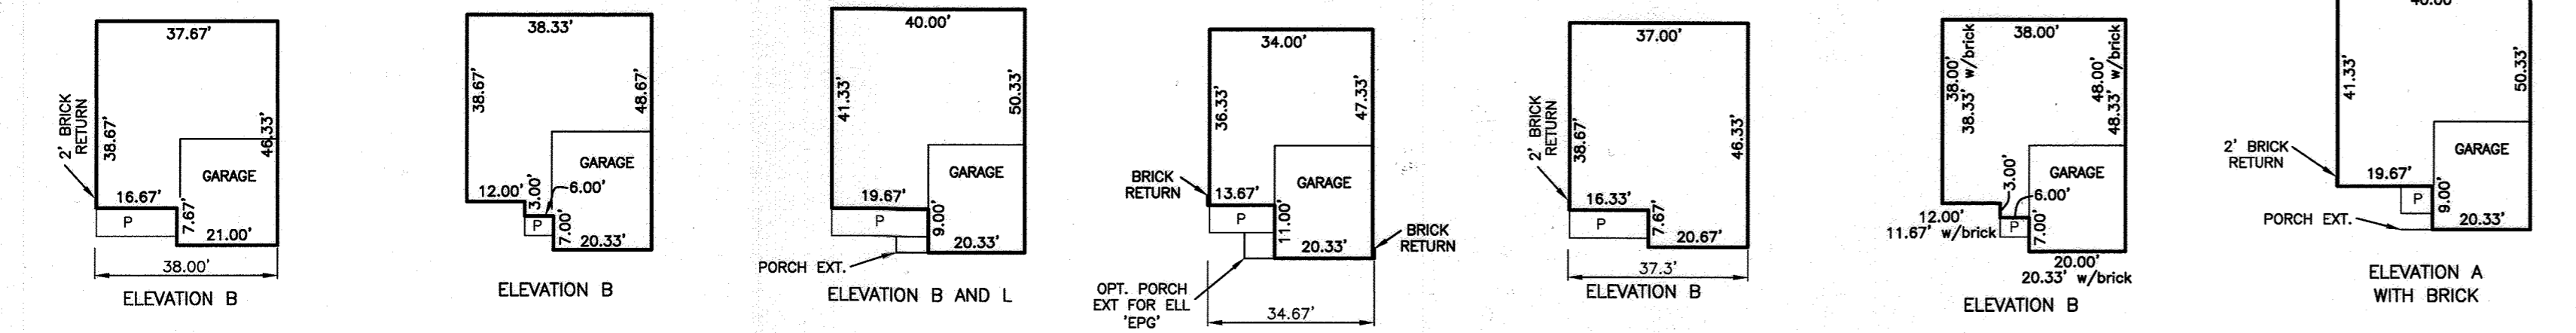 37.67'
2' BRICK
RETURN
38.67'
46.33'
GARAGE
16.67'
P
7.67'
21.00'
38.00'
ELEVATION B
38.33'
38.67'
48.67'
GARAGE
12.00'
3.00'
6.00'
P
7.00'
20.33'
ELEVATION B
40.00'
41.33'
50.33'
GARAGE
19.67'
P
9.00'
20.33'
PORCH EXT.
ELEVATION B AND L
34.00'
36.33'
47.33'
BRICK
RETURN
GARAGE
13.67'
P
11.00'
20.33'
BRICK
RETURN
OPT. PORCH
EXT FOR ELL
'EPG'
34.67'
37.00'
2' BRICK
RETURN
38.67'
46.33'
16.33'
P
7.67'
20.67'
37.3'
ELEVATION B
38.00'
38.00' w/brick
38.33'
48.00' w/brick
48.33'
GARAGE
3.00'
6.00'
12.00'
11.67' w/brick
P
7.00'
20.00'
20.33' w/brick
ELEVATION B
40.00'
41.33'
50.33'
2' BRICK
RETURN
GARAGE
19.67'
P
9.00'
PORCH EXT.
20.33'
ELEVATION A
WITH BRICK